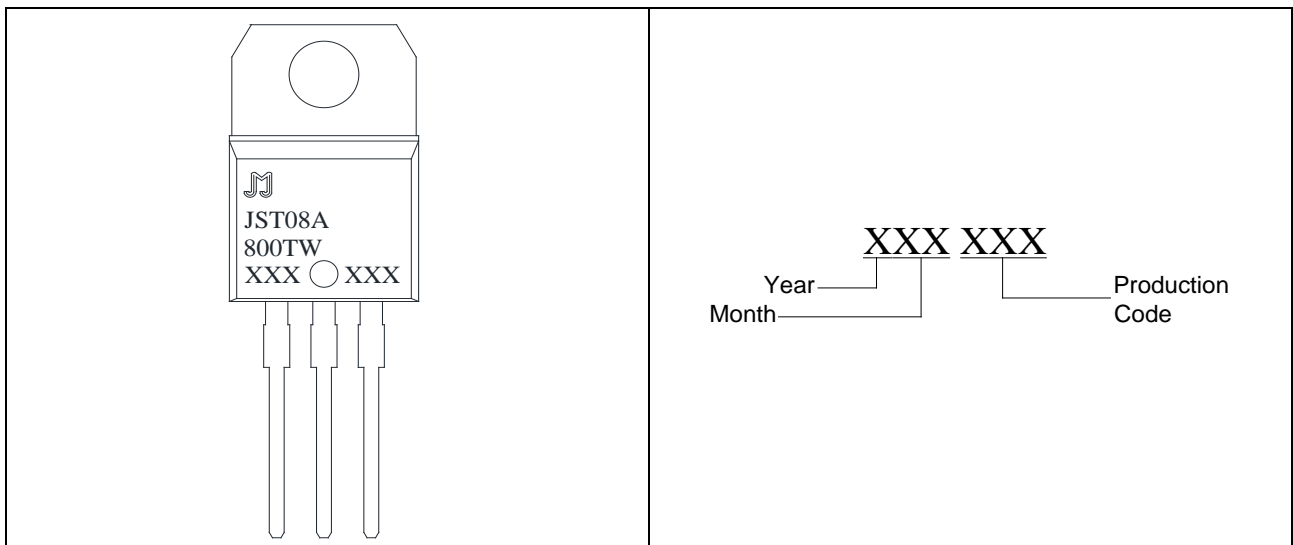 JST08A
800TW
XXX XXX
XXX XXX
Year
Month
Production
Code